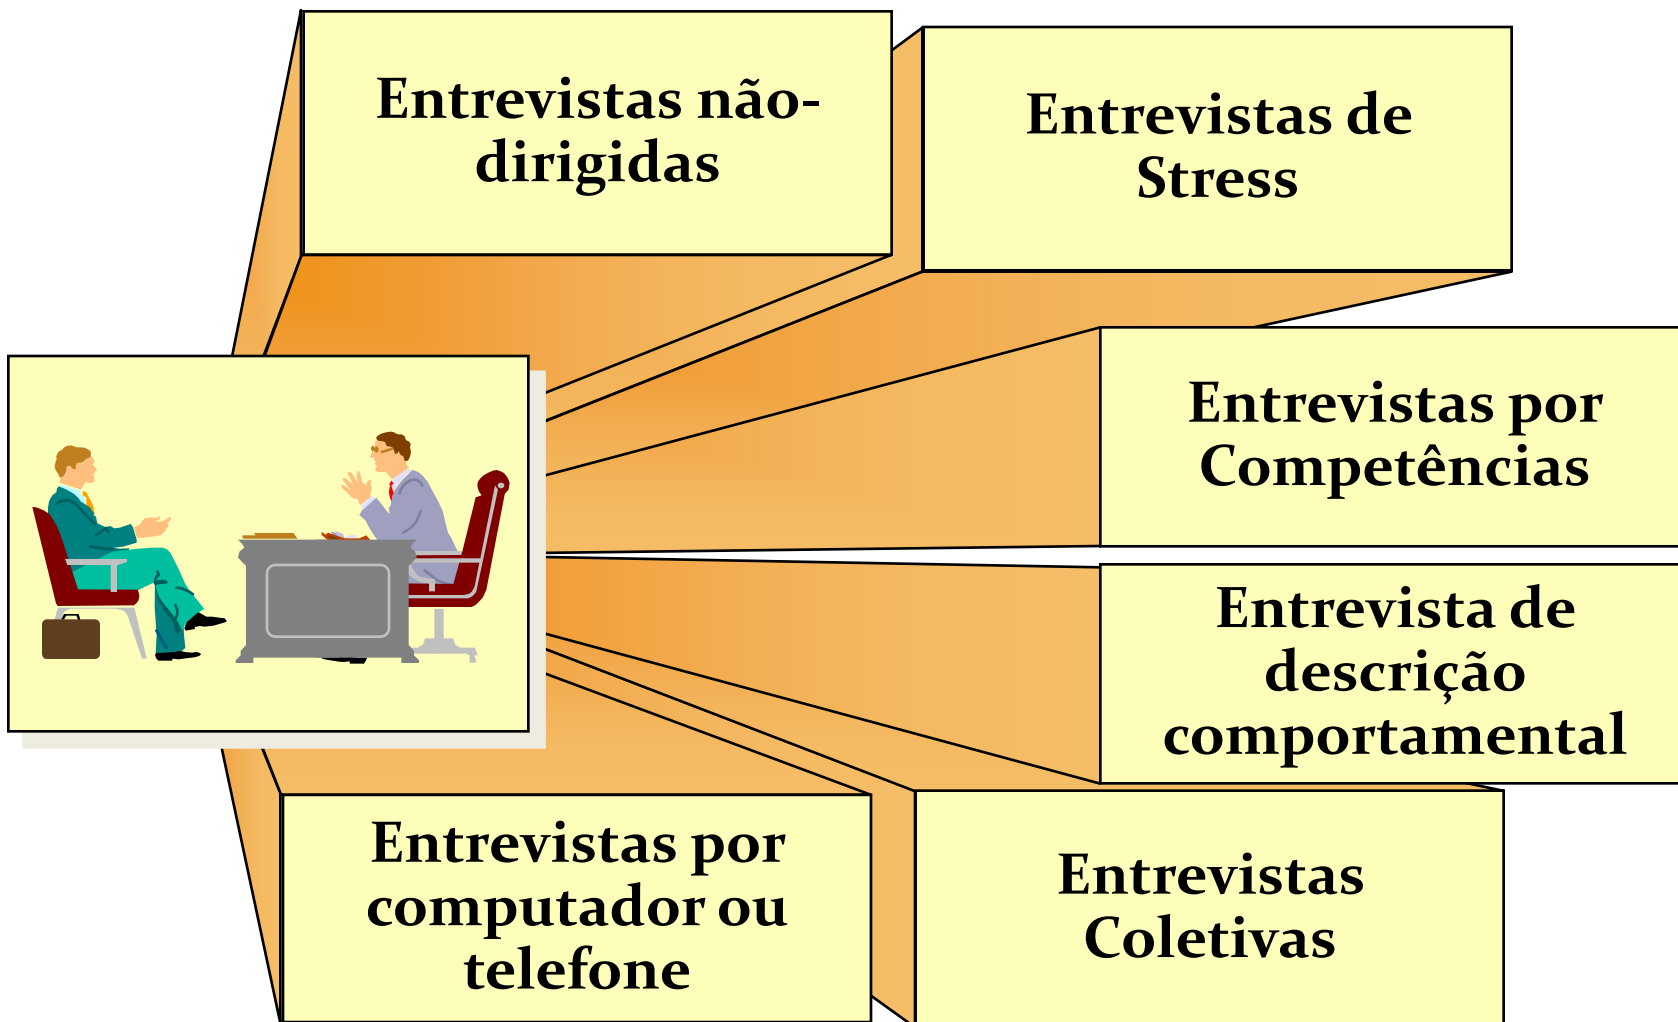 Entrevistas não-
dirigidas
Entrevistas de
Stress
Entrevistas por
Competências
Entrevista de
descrição
comportamental
Entrevistas por
computador ou
telefone
Entrevistas
Coletivas